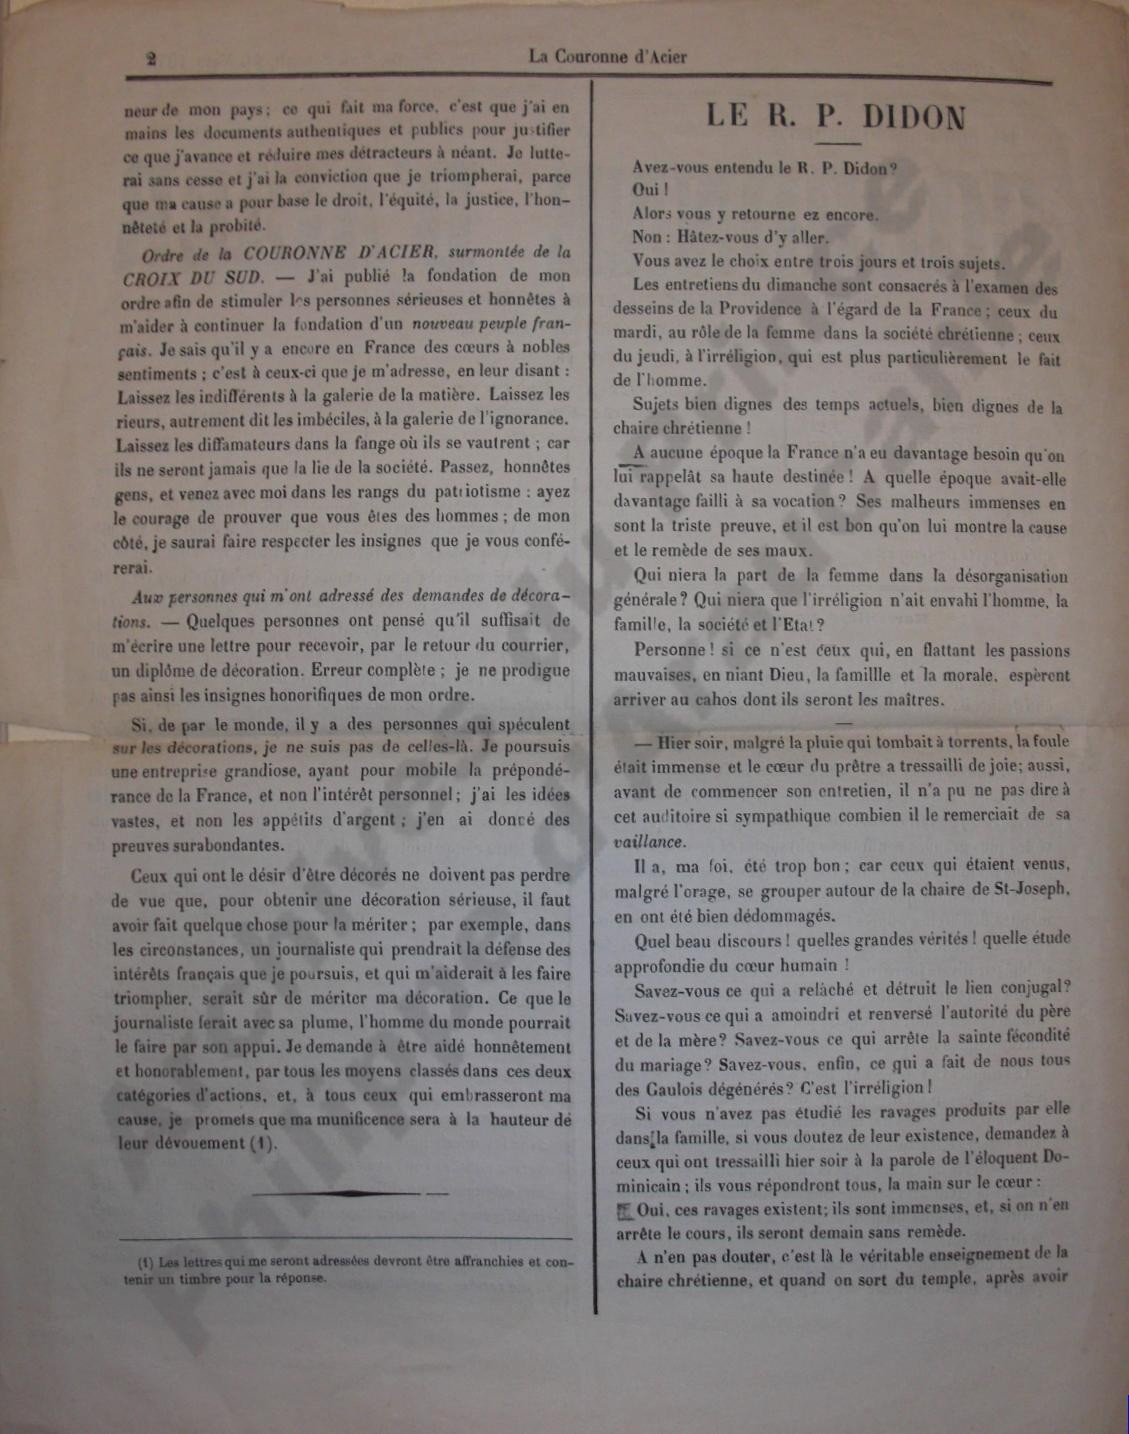 2
La Couronne d'Acier
neur de mon pays; ce qui fait ma force, c'est que j'ai en
mains les documents authentiques et publics pour justifier
ce que j'avance et réduire mes détracteurs à néant. Je lutte-
rai sans cesse et j'ai la conviction que je triompherai, parce
que ma cause a pour base le droit, l'équité, la justice, l'hon-
nêteté et la probité.
Ordre de la COURONNE D'ACIER, surmontée de la
CROIX DU SUD. — J'ai publié la fondation de mon
ordre afin de stimuler les personnes sérieuses et honnêtes à
m'aider à continuer la fondation d'un nouveau peuple fran-
çais. Je sais qu'il y a encore en France des cœurs à nobles
sentiments ; c'est à ceux-ci que je m'adresse, en leur disant :
Laissez les indifférents à la galerie de la matière. Laissez les
rieurs, autrement dit les imbéciles, à la galerie de l'ignorance.
Laissez les diffamateurs dans la fange où ils se vautrent ; car
ils ne seront jamais que la lie de la société. Passez, honnêtes
gens, et venez avec moi dans les rangs du patriotisme : ayez
le courage de prouver que vous êtes des hommes ; de mon
côté, je saurai faire respecter les insignes que je vous confé-
rerai.
Aux personnes qui m'ont adressé des demandes de décora-
tions. — Quelques personnes ont pensé qu'il suffisait de
m'écrire une lettre pour recevoir, par le retour du courrier,
un diplôme de décoration. Erreur complète ; je ne prodigue
pas ainsi les insignes honorifiques de mon ordre.
Si, de par le monde, il y a des personnes qui spéculent
sur les décorations, je ne suis pas de celles-là. Je poursuis
une entreprise grandiose, ayant pour mobile la prépondé-
rance de la France, et non l'intérêt personnel ; j'ai les idées
vastes, et non les appétits d'argent ; j'en ai donné des
preuves surabondantes.
Ceux qui ont le désir d'être décorés ne doivent pas perdre
de vue que, pour obtenir une décoration sérieuse, il faut
avoir fait quelque chose pour la mériter ; par exemple, dans
les circonstances, un journaliste qui prendrait la défense des
intérêts français que je poursuis, et qui m'aiderait à les faire
triompher, serait sûr de mériter ma décoration. Ce que le
journaliste ferait avec sa plume, l'homme du monde pourrait
le faire par son appui. Je demande à être aidé honnêtement
et honorablement, par tous les moyens classés dans ces deux
catégories d'actions, et, à tous ceux qui embrasseront ma
cause, je promets que ma munificence sera à la hauteur de
leur dévouement (1).
(1) Les lettres qui me seront adressées devront être affranchies et con-
tenir un timbre pour la réponse.
LE R. P. DIDON
Avez-vous entendu le R. P. Didon ?
Oui !
Alors vous y retourne ez encore.
Non : Hâtez-vous d'y aller.
Vous avez le choix entre trois jours et trois sujets.
Les entretiens du dimanche sont consacrés à l'examen des
desseins de la Providence à l'égard de la France ; ceux du
mardi, au rôle de la femme dans la société chrétienne ; ceux
du jeudi, à l'irréligion, qui est plus particulièrement le fait
de l'homme.
Sujets bien dignes des temps actuels, bien dignes de la
chaire chrétienne !
A aucune époque la France n'a eu davantage besoin qu'on
lui rappelât sa haute destinée ! A quelle époque avait-elle
davantage failli à sa vocation ? Ses malheurs immenses en
sont la triste preuve, et il est bon qu'on lui montre la cause
et le remède de ses maux.
Qui niera la part de la femme dans la désorganisation
générale ? Qui niera que l'irréligion n'ait envahi l'homme, la
famille, la société et l'Etat ?
Personne ! si ce n'est ceux qui, en flattant les passions
mauvaises, en niant Dieu, la famillle et la morale, espèrent
arriver au cahos dont ils seront les maîtres.
— Hier soir, malgré la pluie qui tombait à torrents, la foule
était immense et le cœur du prêtre a tressailli de joie; aussi,
avant de commencer son entretien, il n'a pu ne pas dire à
cet auditoire si sympathique combien il le remerciait de sa
vaillance.
Il a, ma foi, été trop bon ; car ceux qui étaient venus,
malgré l'orage, se grouper autour de la chaire de St-Joseph,
en ont été bien dédommagés.
Quel beau discours ! quelles grandes vérités ! quelle étude
approfondie du cœur humain !
Savez-vous ce qui a relâché et détruit le lien conjugal?
Savez-vous ce qui a amoindri et renversé l'autorité du père
et de la mère? Savez-vous ce qui arrête la sainte fécondité
du mariage? Savez-vous, enfin, ce qui a fait de nous tous
des Gaulois dégénérés? C'est l'irréligion !
Si vous n'avez pas étudié les ravages produits par elle
dans la famille, si vous doutez de leur existence, demandez à
ceux qui ont tressailli hier soir à la parole de l'éloquent Do-
minicain ; ils vous répondront tous, la main sur le cœur :
Oui, ces ravages existent; ils sont immenses, et, si on n'en
arrête le cours, ils seront demain sans remède.
A n'en pas douter, c'est là le véritable enseignement de la
chaire chrétienne, et quand on sort du temple, après avoir